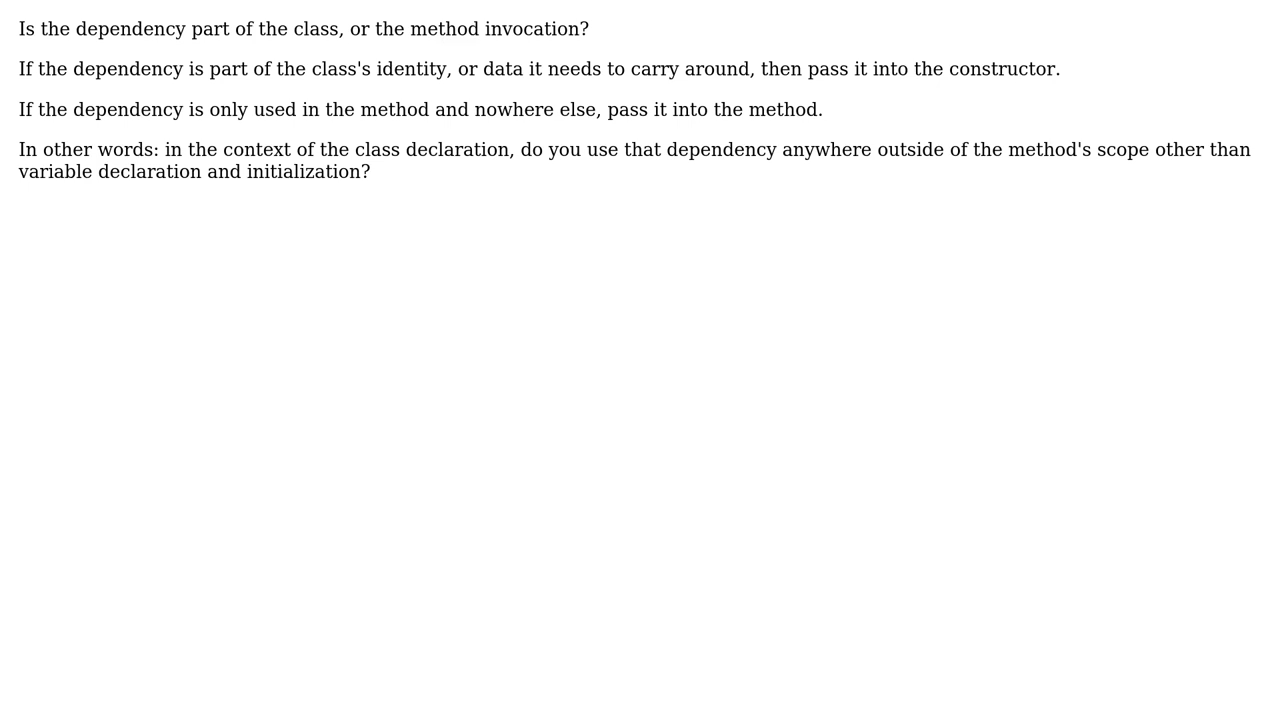 Is the dependency part of the class, or the method invocation?
If the dependency is part of the class's identity, or data it needs to carry around, then pass it into the constructor.
If the dependency is only used in the method and nowhere else, pass it into the method.
In other words: in the context of the class declaration, do you use that dependency anywhere outside of the method's scope other than
variable declaration and initialization?